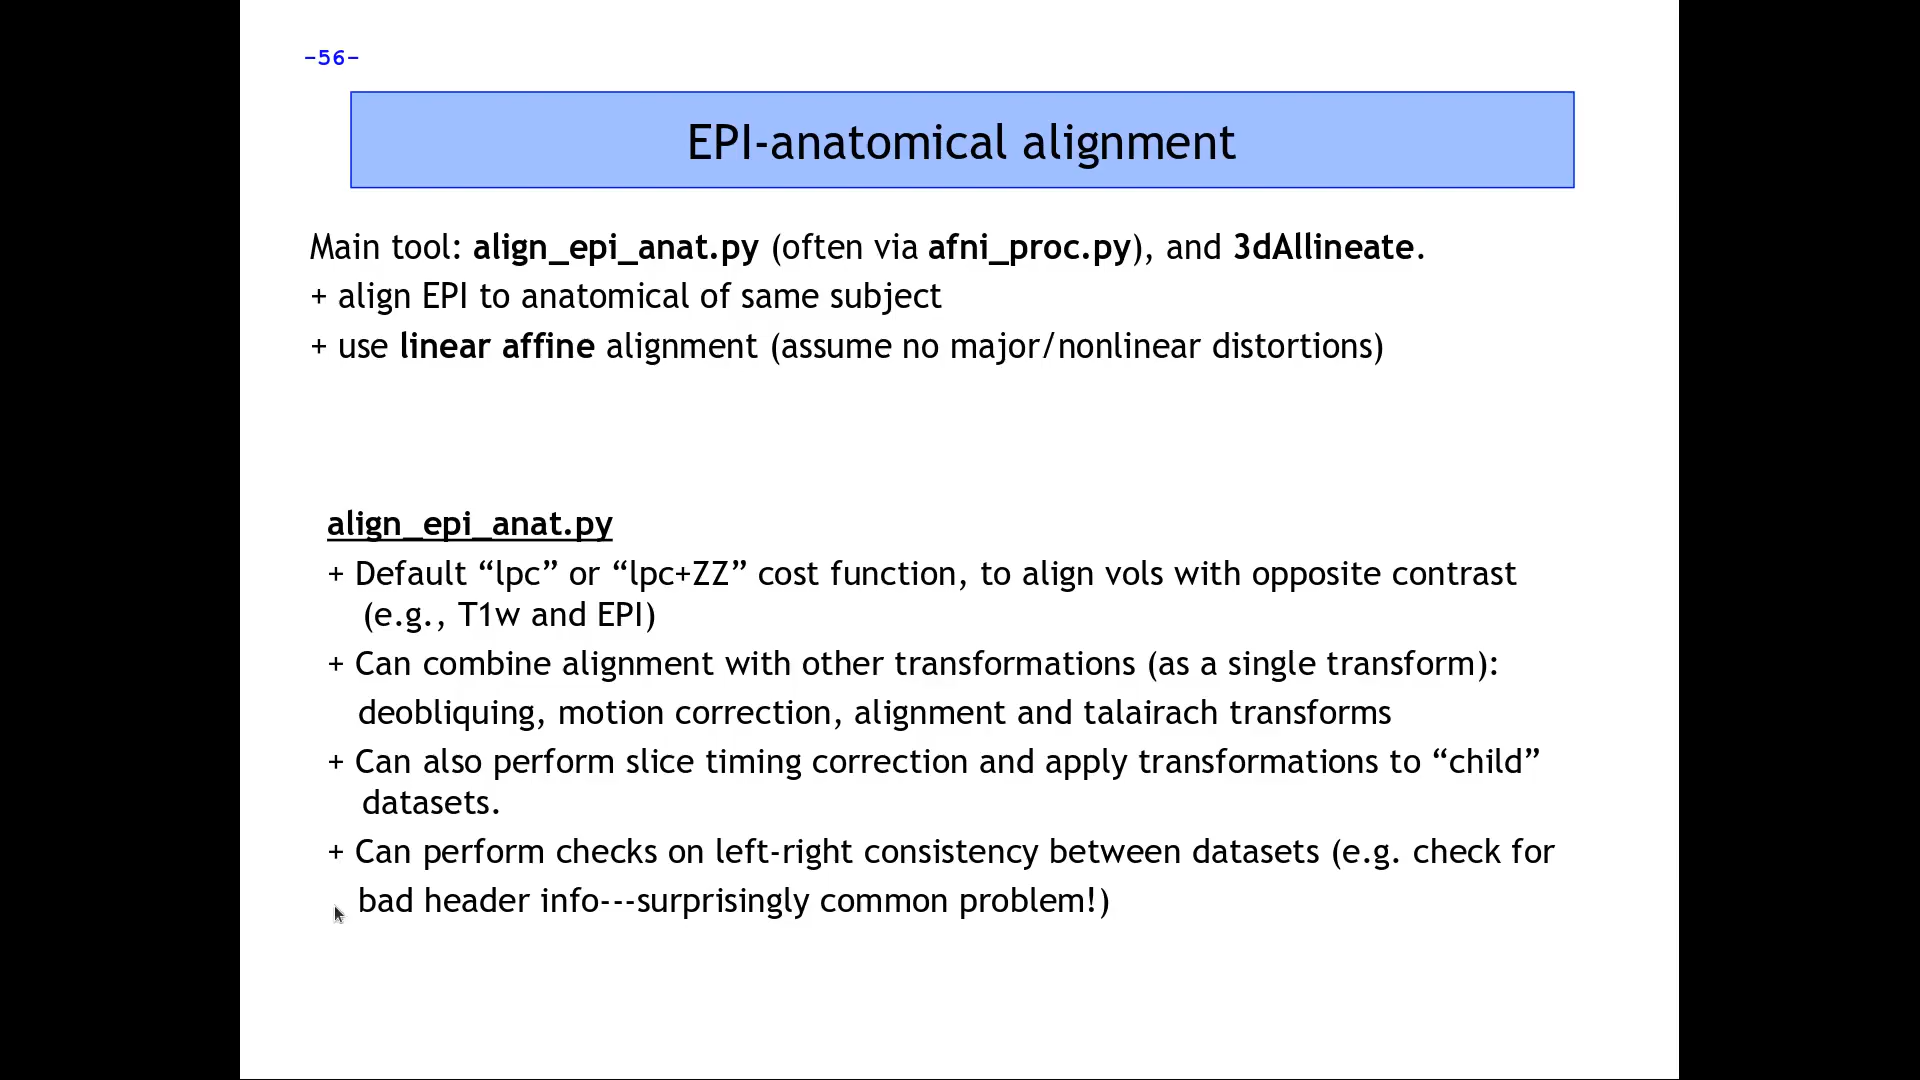 -56-
EPI-anatomical alignment
Main tool: align_epi_anat.py (often via afni_proc.py), and 3dAllineate.
+ align EPI to anatomical of same subject
+ use linear affine alignment (assume no major/nonlinear distortions)
align_epi_anat.py
+ Default “lpc” or “lpc+ZZ” cost function, to align vols with opposite contrast
(e.g., T1w and EPI)
+ Can combine alignment with other transformations (as a single transform):
deobliquing, motion correction, alignment and talairach transforms
+ Can also perform slice timing correction and apply transformations to “child”
datasets.
+ Can perform checks on left-right consistency between datasets (e.g. check for
bad header info---surprisingly common problem!)